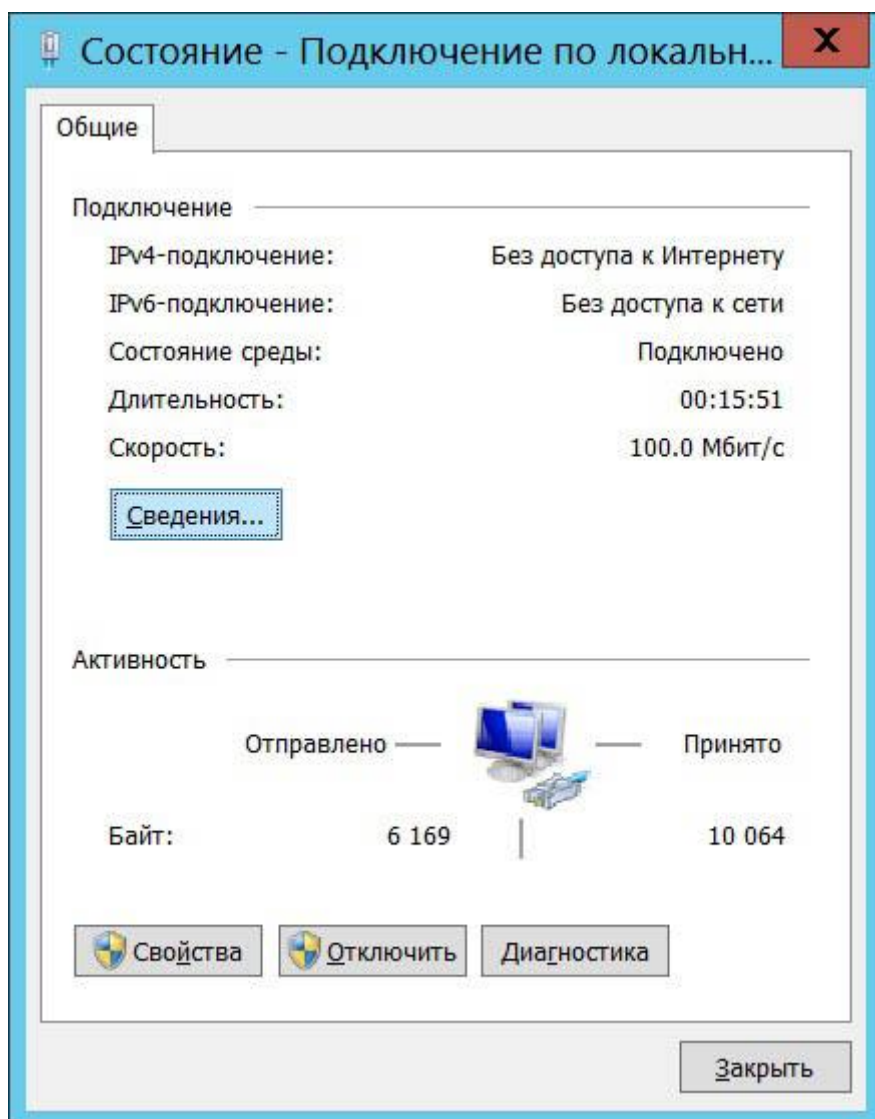 Состояние - Подключение по локальн...
X
Общие
Подключение
IPv4-подключение: Без доступа к Интернету
IPv6-подключение: Без доступа к сети
Состояние среды: Подключено
Длительность: 00:15:51
Скорость: 100.0 Мбит/с
Сведения...
Активность
Отправлено — — Принято
Байт: 6 169 | 10 064
Свойства Отключить Диагностика
Закрыть